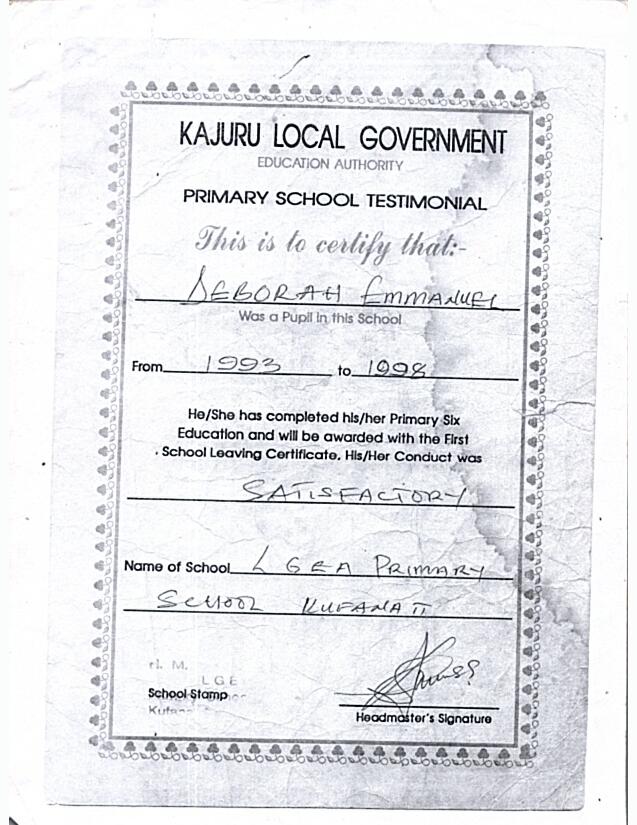 KAJURU LOCAL GOVERNMENT
EDUCATION AUTHORITY
PRIMARY SCHOOL TESTIMONIAL
This is to certify that:-
DEBORAH EMMANUEL
Was a Pupil in this School
From 1993 to 1998
He/She has completed his/her Primary Six
Education and will be awarded with the First
School Leaving Certificate. His/Her Conduct was
SATISFACTORY
Name of School L G E A PRIMARY
SCHOOL KUFANA II
H. M.
L G E
School Stamp
Headmaster's Signature